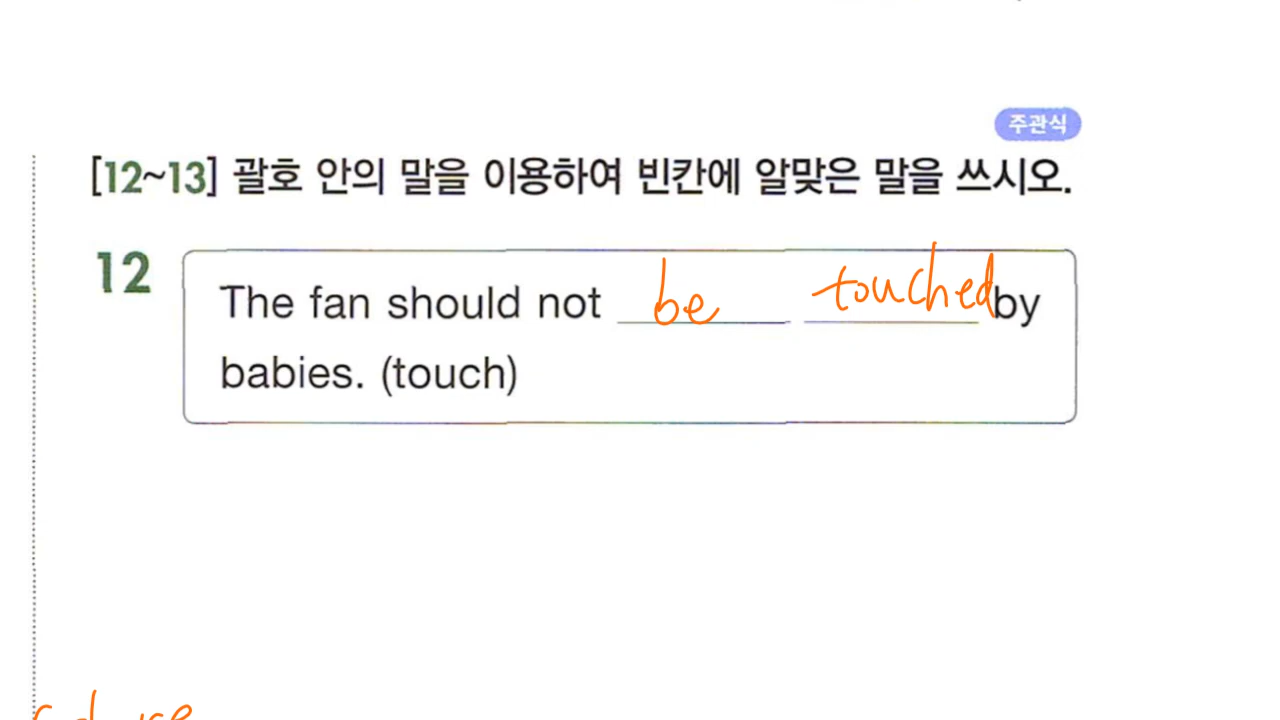 주관식
[12~13] 괄호 안의 말을 이용하여 빈칸에 알맞은 말을 쓰시오.
12
The fan should not be touched by
babies. (touch)